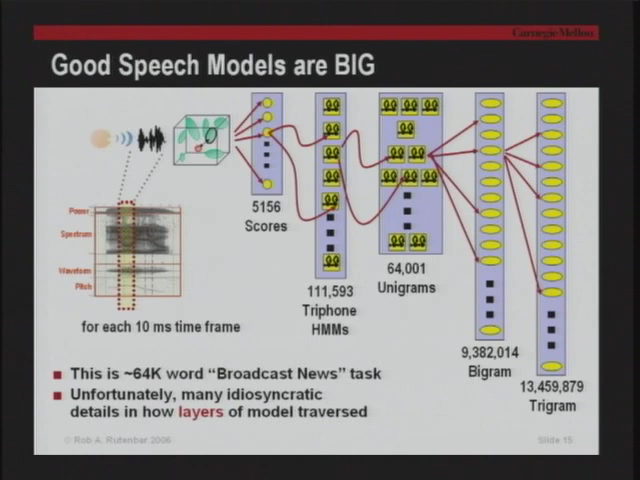 Carnegie Mellon
Good Speech Models are BIG
Power
Spectrum
Waveform
Pitch
for each 10 ms time frame
5156
Scores
111,593
Triphone
HMMs
64,001
Unigrams
9,382,014
Bigram
13,459,879
Trigram
This is ~64K word “Broadcast News” task
Unfortunately, many idiosyncratic
details in how layers of model traversed
© Rob A. Rutenbar 2006
Slide 15